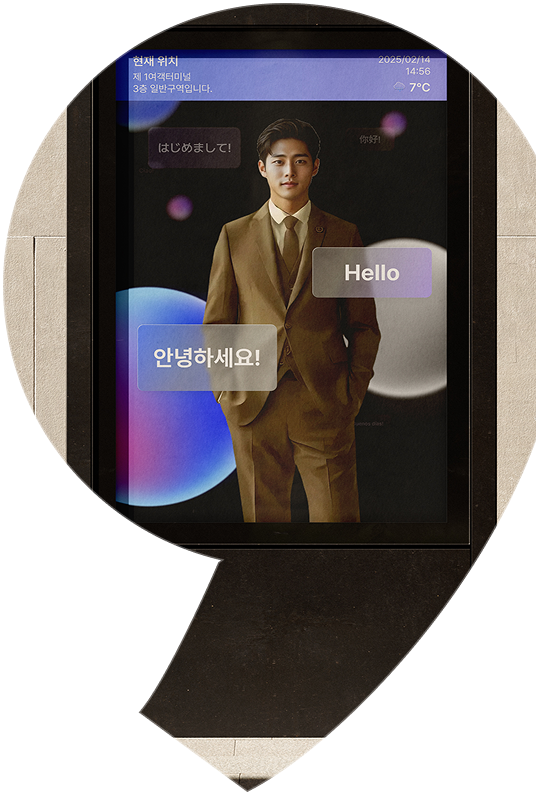 현재 위치
제 1여객터미널
3층 일반구역입니다.
2025/02/14
14:56
7°C
はじめまして!
你好!
Hello
안녕하세요!